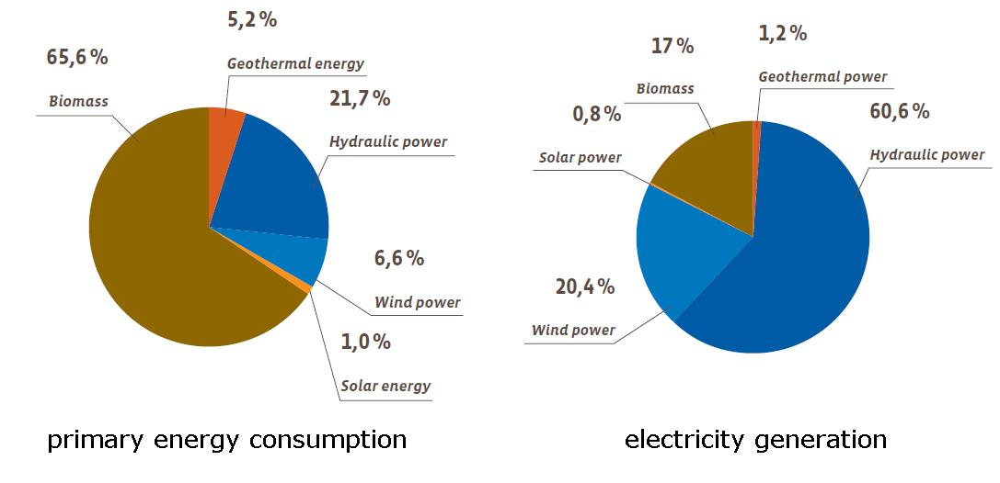 5,2 %
Geothermal energy
65,6 %
Biomass
21,7 %
Hydraulic power
6,6 %
Wind power
1,0 %
Solar energy
primary energy consumption
1,2 %
Geothermal power
17 %
Biomass
60,6 %
Hydraulic power
0,8 %
Solar power
20,4 %
Wind power
electricity generation